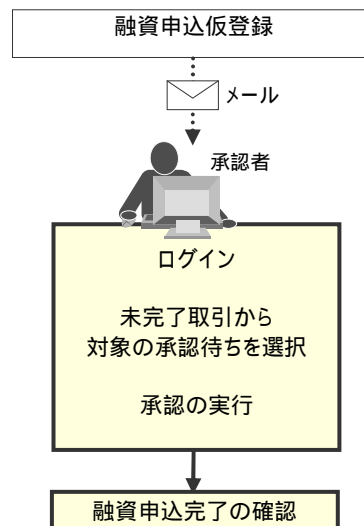 融資申込仮登録
メール
承認者
ログイン
未完了取引から
対象の承認待ちを選択
承認の実行
融資申込完了の確認